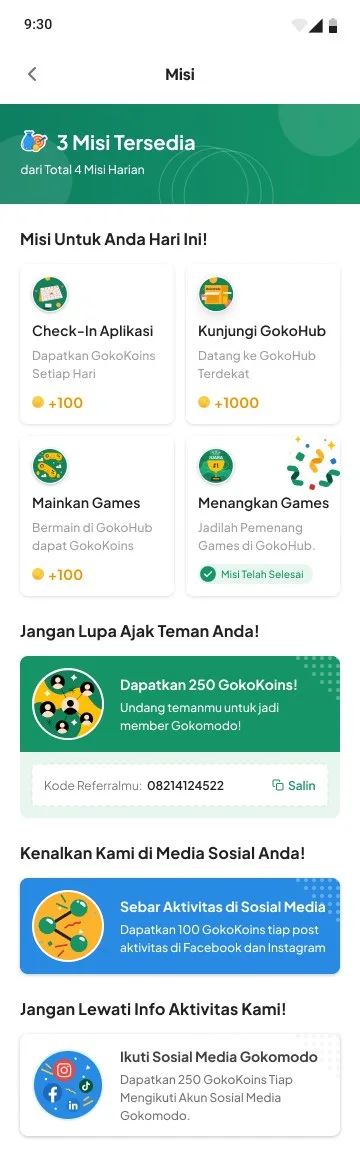 9:30
Misi
3 Misi Tersedia
dari Total 4 Misi Harian
Misi Untuk Anda Hari Ini!
Check-In Aplikasi
Dapatkan GokoKoins
Setiap Hari
+100
Kunjungi GokoHub
Datang ke GokoHub
Terdekat
+1000
Mainkan Games
Bermain di GokoHub
dapat GokoKoins
+100
JUARA
#1
Menangkan Games
Jadilah Pemenang
Games di GokoHub.
Misi Telah Selesai
Jangan Lupa Ajak Teman Anda!
Dapatkan 250 GokoKoins!
Undang temanmu untuk jadi
member Gokomodo!
Kode Referralmu: 08214124522
Salin
Kenalkan Kami di Media Sosial Anda!
Sebar Aktivitas di Sosial Media
Dapatkan 100 GokoKoins tiap post
aktivitas di Facebook dan Instagram
Jangan Lewati Info Aktivitas Kami!
Ikuti Sosial Media Gokomodo
Dapatkan 250 GokoKoins Tiap
Mengikuti Akun Sosial Media
Gokomodo.